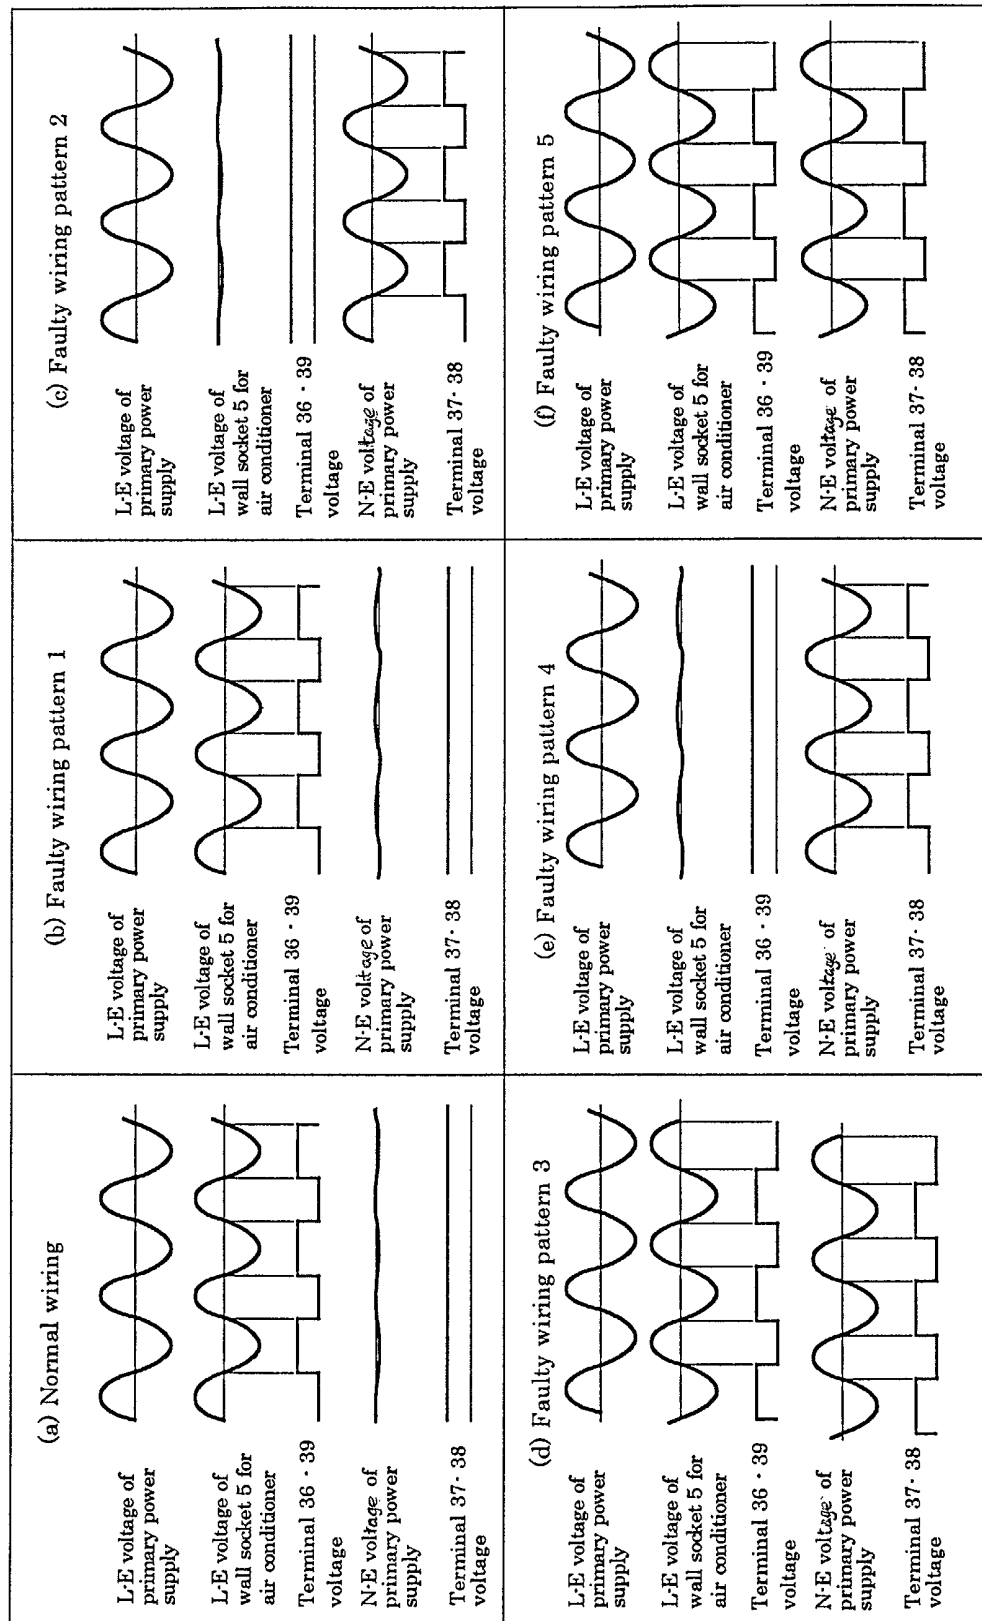 (a) Normal wiring
L·E voltage of
primary power
supply
L·E voltage of
wall socket 5 for
air conditioner
Terminal 36 · 39
voltage
N·E voltage of
primary power
supply
Terminal 37· 38
voltage
(b) Faulty wiring pattern 1
L·E voltage of
primary power
supply
L·E voltage of
wall socket 5 for
air conditioner
Terminal 36 · 39
voltage
N·E voltage of
primary power
supply
Terminal 37· 38
voltage
(c) Faulty wiring pattern 2
L·E voltage of
primary power
supply
L·E voltage of
wall socket 5 for
air conditioner
Terminal 36 · 39
voltage
N·E voltage of
primary power
supply
Terminal 37· 38
voltage
(d) Faulty wiring pattern 3
L·E voltage of
primary power
supply
L·E voltage of
wall socket 5 for
air conditioner
Terminal 36 · 39
voltage
N·E voltage of
primary power
supply
Terminal 37· 38
voltage
(e) Faulty wiring pattern 4
L·E voltage of
primary power
supply
L·E voltage of
wall socket 5 for
air conditioner
Terminal 36 · 39
voltage
N·E voltage of
primary power
supply
Terminal 37· 38
voltage
(f) Faulty wiring pattern 5
L·E voltage of
primary power
supply
L·E voltage of
wall socket 5 for
air conditioner
Terminal 36 · 39
voltage
N·E voltage of
primary power
supply
Terminal 37· 38
voltage